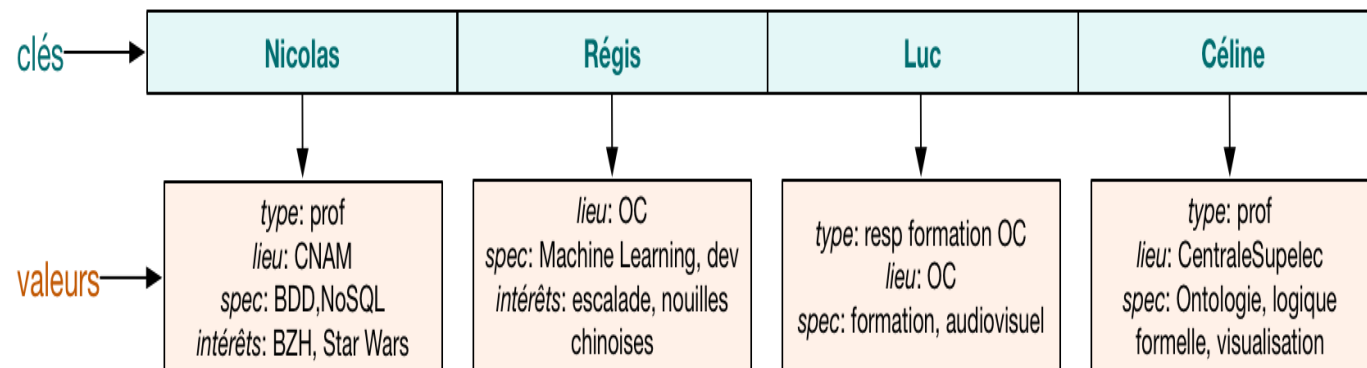 clés
Nicolas
Régis
Luc
Céline
valeurs
type: prof
lieu: CNAM
spec: BDD,NoSQL
intérêts: BZH, Star Wars
lieu: OC
spec: Machine Learning, dev
intérêts: escalade, nouilles
chinoises
type: resp formation OC
lieu: OC
spec: formation, audiovisuel
type: prof
lieu: CentraleSupelec
spec: Ontologie, logique
formelle, visualisation